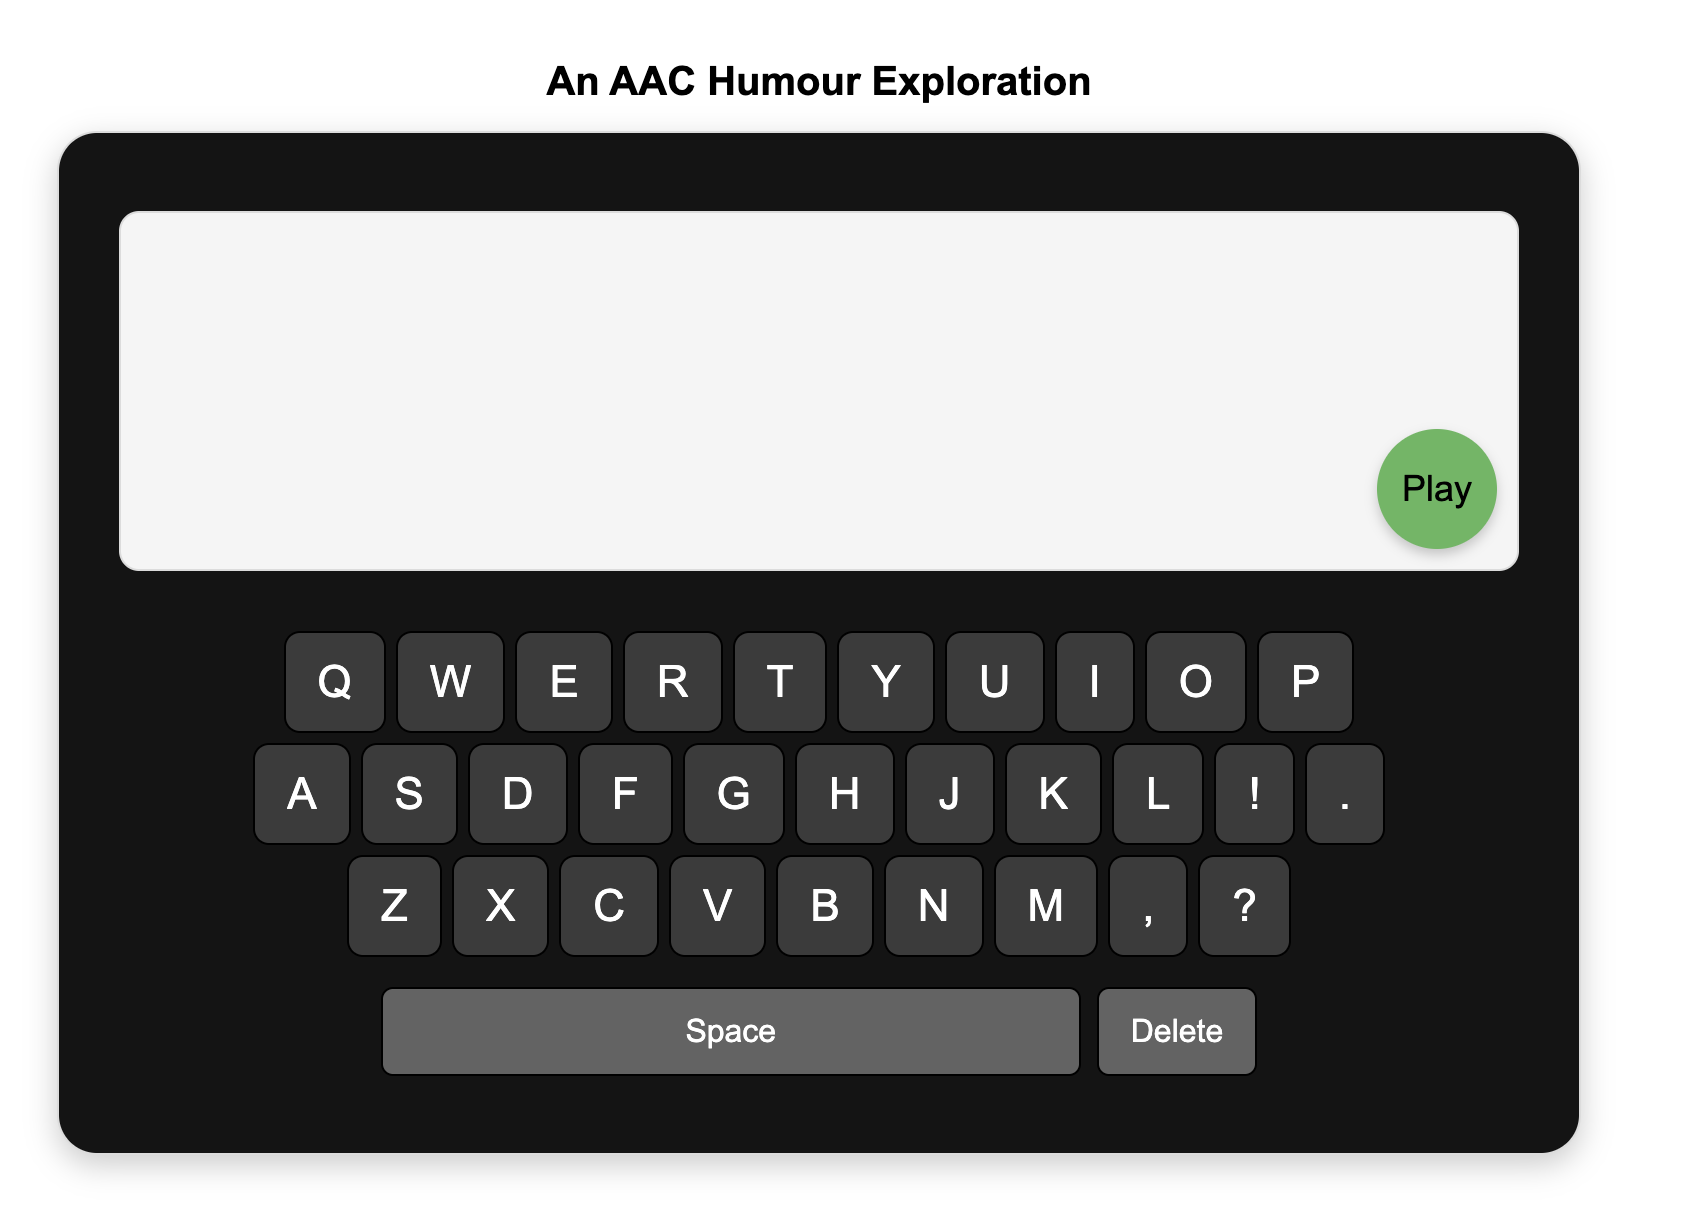 An AAC Humour Exploration
Play
Q W E R T Y U I O P
A S D F G H J K L ! .
Z X C V B N M , ?
Space Delete